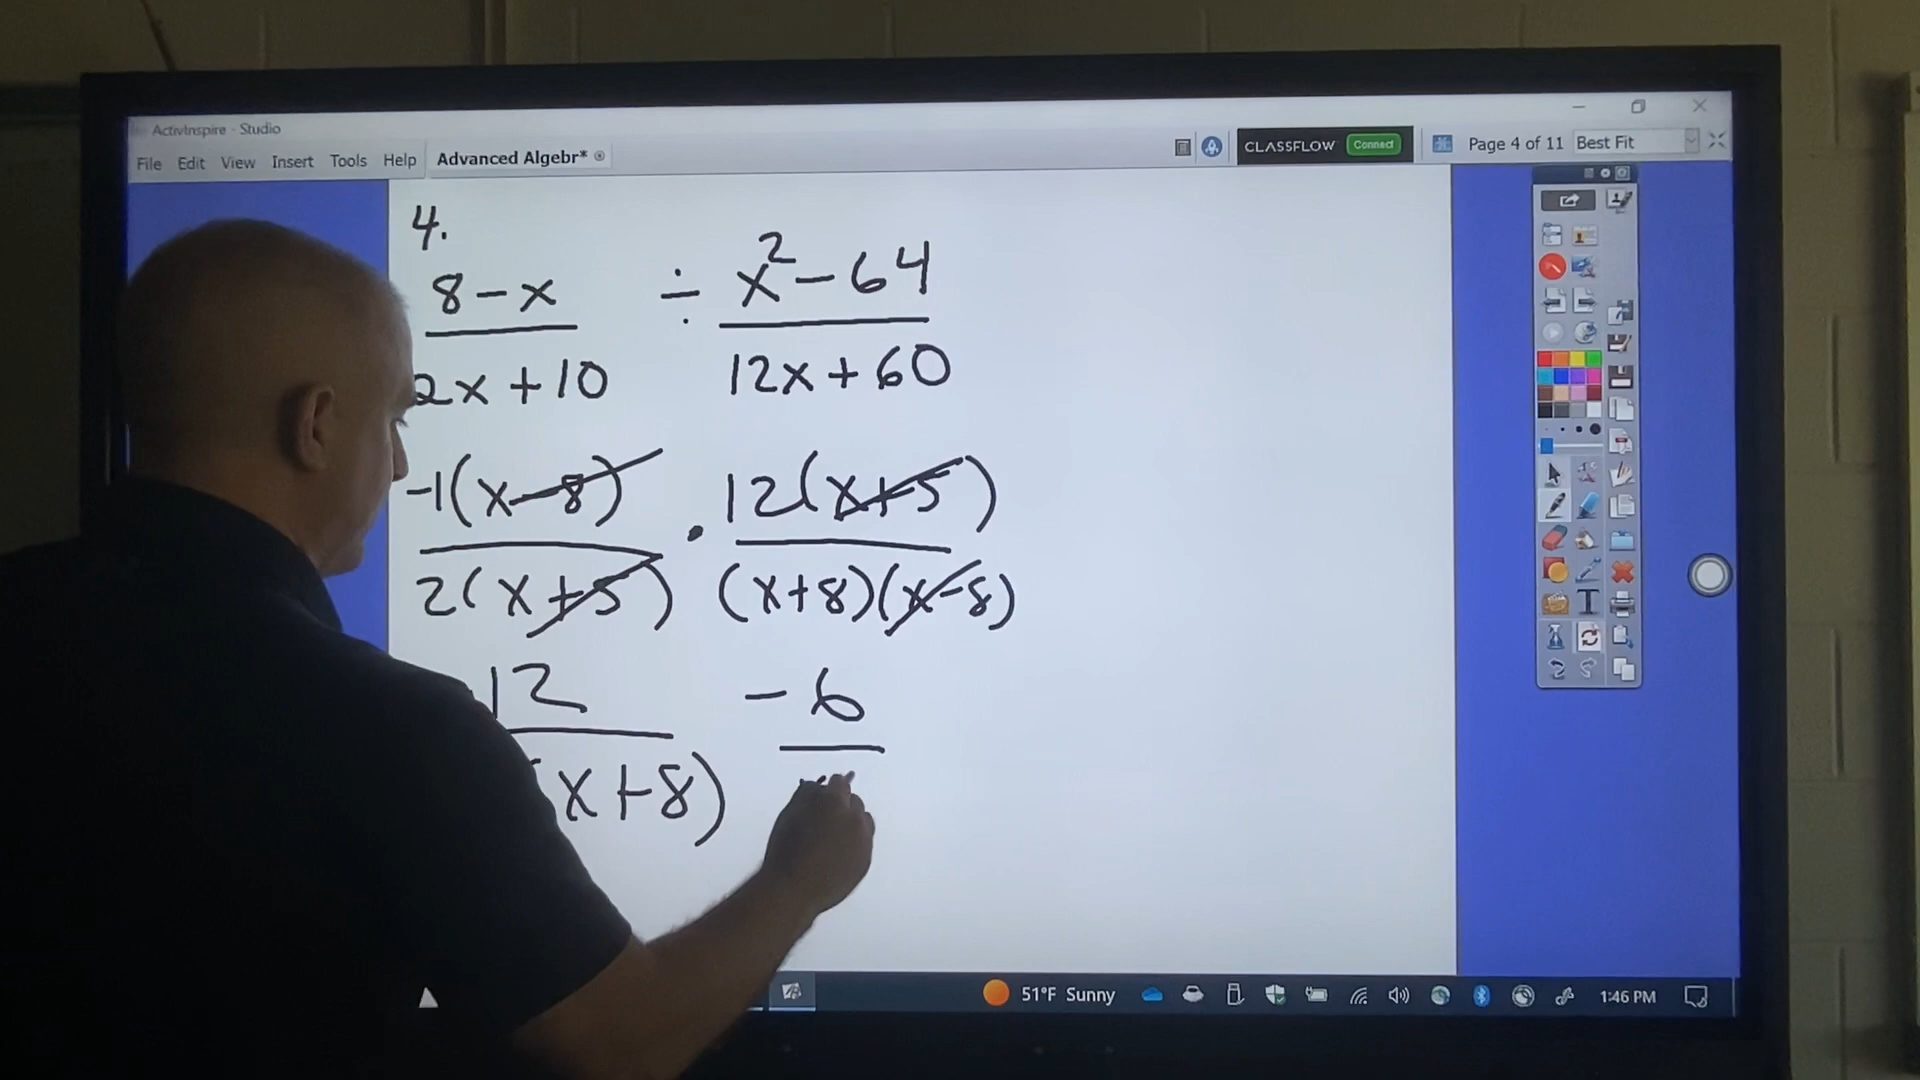 ActivInspire - Studio
File Edit View Insert Tools Help Advanced Algebr*
CLASSFLOW Connect Page 4 of 11 Best Fit
4.
8 - x ÷ x² - 64
2x + 10 12x + 60
-1(x - 8) · 12(x + 5)
2(x + 5) (x + 8)(x - 8)
12 - 6
(x + 8)
T
51°F Sunny 1:46 PM